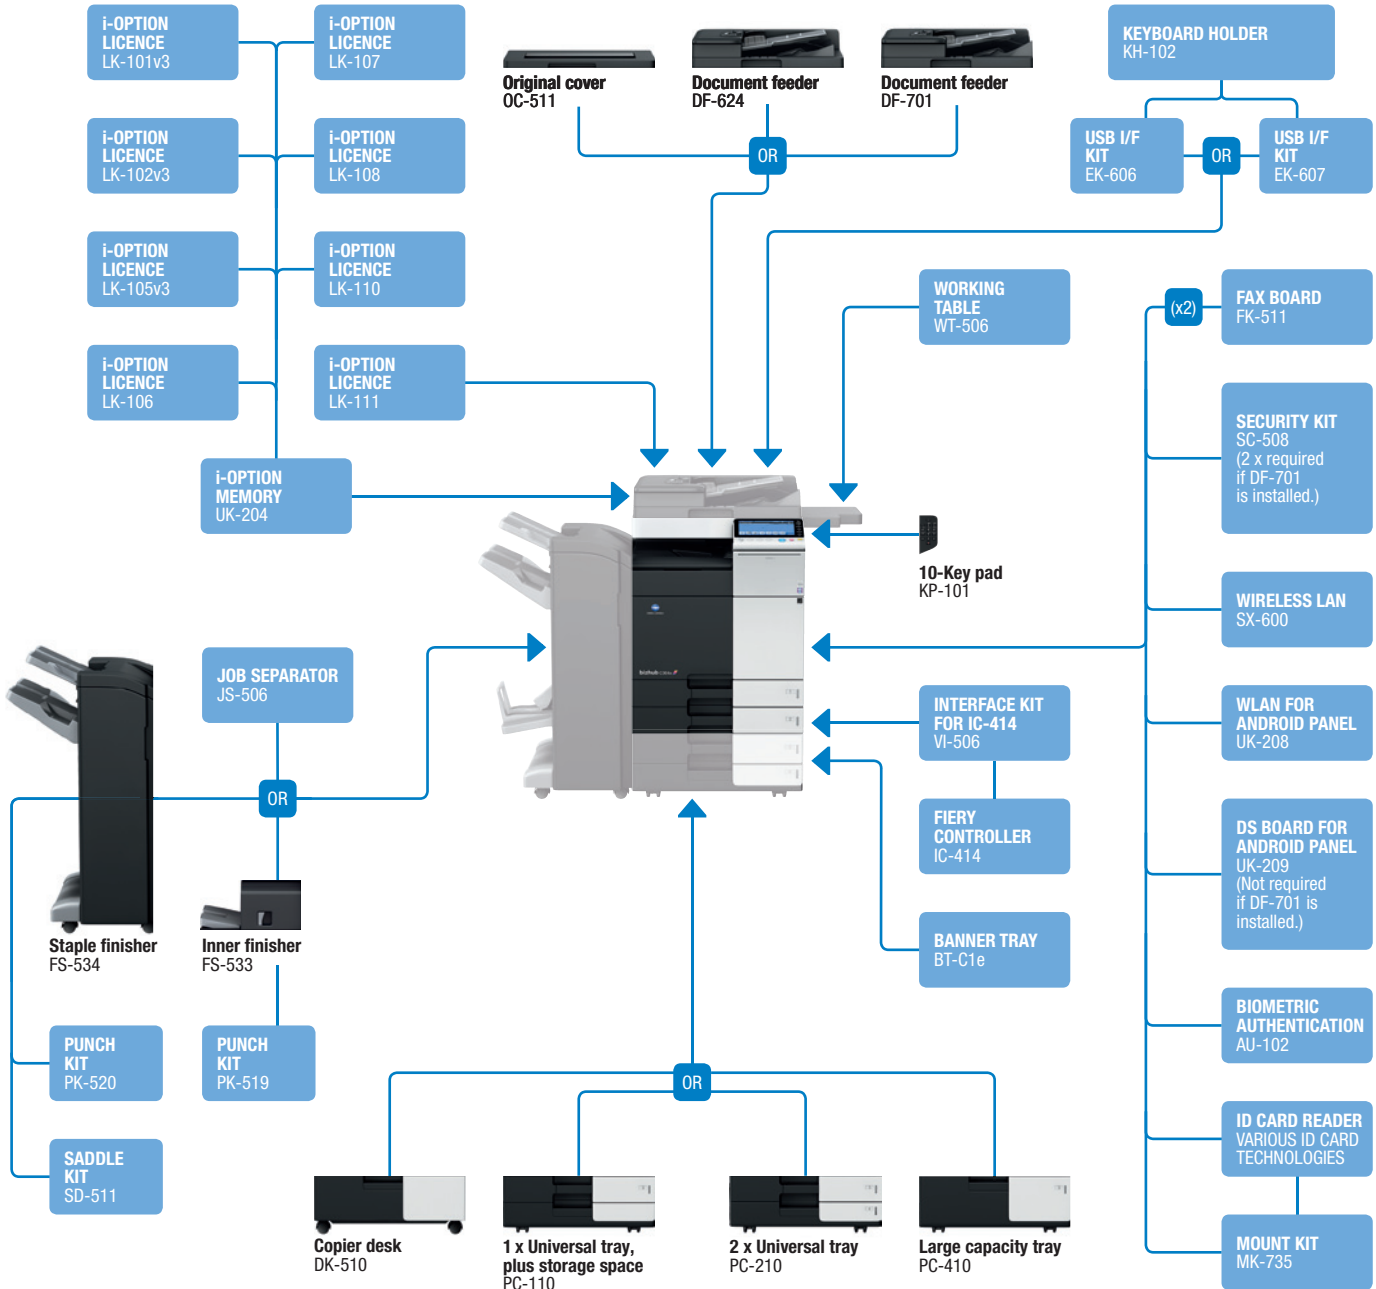 i-OPTION
LICENCE
LK-101v3
i-OPTION
LICENCE
LK-107
i-OPTION
LICENCE
LK-102v3
i-OPTION
LICENCE
LK-108
i-OPTION
LICENCE
LK-105v3
i-OPTION
LICENCE
LK-110
i-OPTION
LICENCE
LK-106
i-OPTION
LICENCE
LK-111
i-OPTION
MEMORY
UK-204
Original cover
OC-511
Document feeder
DF-624
Document feeder
DF-701
OR
KEYBOARD HOLDER
KH-102
USB I/F
KIT
EK-606
OR
USB I/F
KIT
EK-607
WORKING
TABLE
WT-506
10-Key pad
KP-101
(x2)
FAX BOARD
FK-511
SECURITY KIT
SC-508
(2 x required
if DF-701
is installed.)
WIRELESS LAN
SX-600
WLAN FOR
ANDROID PANEL
UK-208
DS BOARD FOR
ANDROID PANEL
UK-209
(Not required
if DF-701 is
installed.)
BIOMETRIC
AUTHENTICATION
AU-102
ID CARD READER
VARIOUS ID CARD
TECHNOLOGIES
MOUNT KIT
MK-735
INTERFACE KIT
FOR IC-414
VI-506
FIERY
CONTROLLER
IC-414
BANNER TRAY
BT-C1e
JOB SEPARATOR
JS-506
OR
Staple finisher
FS-534
Inner finisher
FS-533
PUNCH
KIT
PK-520
PUNCH
KIT
PK-519
SADDLE
KIT
SD-511
OR
Copier desk
DK-510
1 x Universal tray,
plus storage space
PC-110
2 x Universal tray
PC-210
Large capacity tray
PC-410